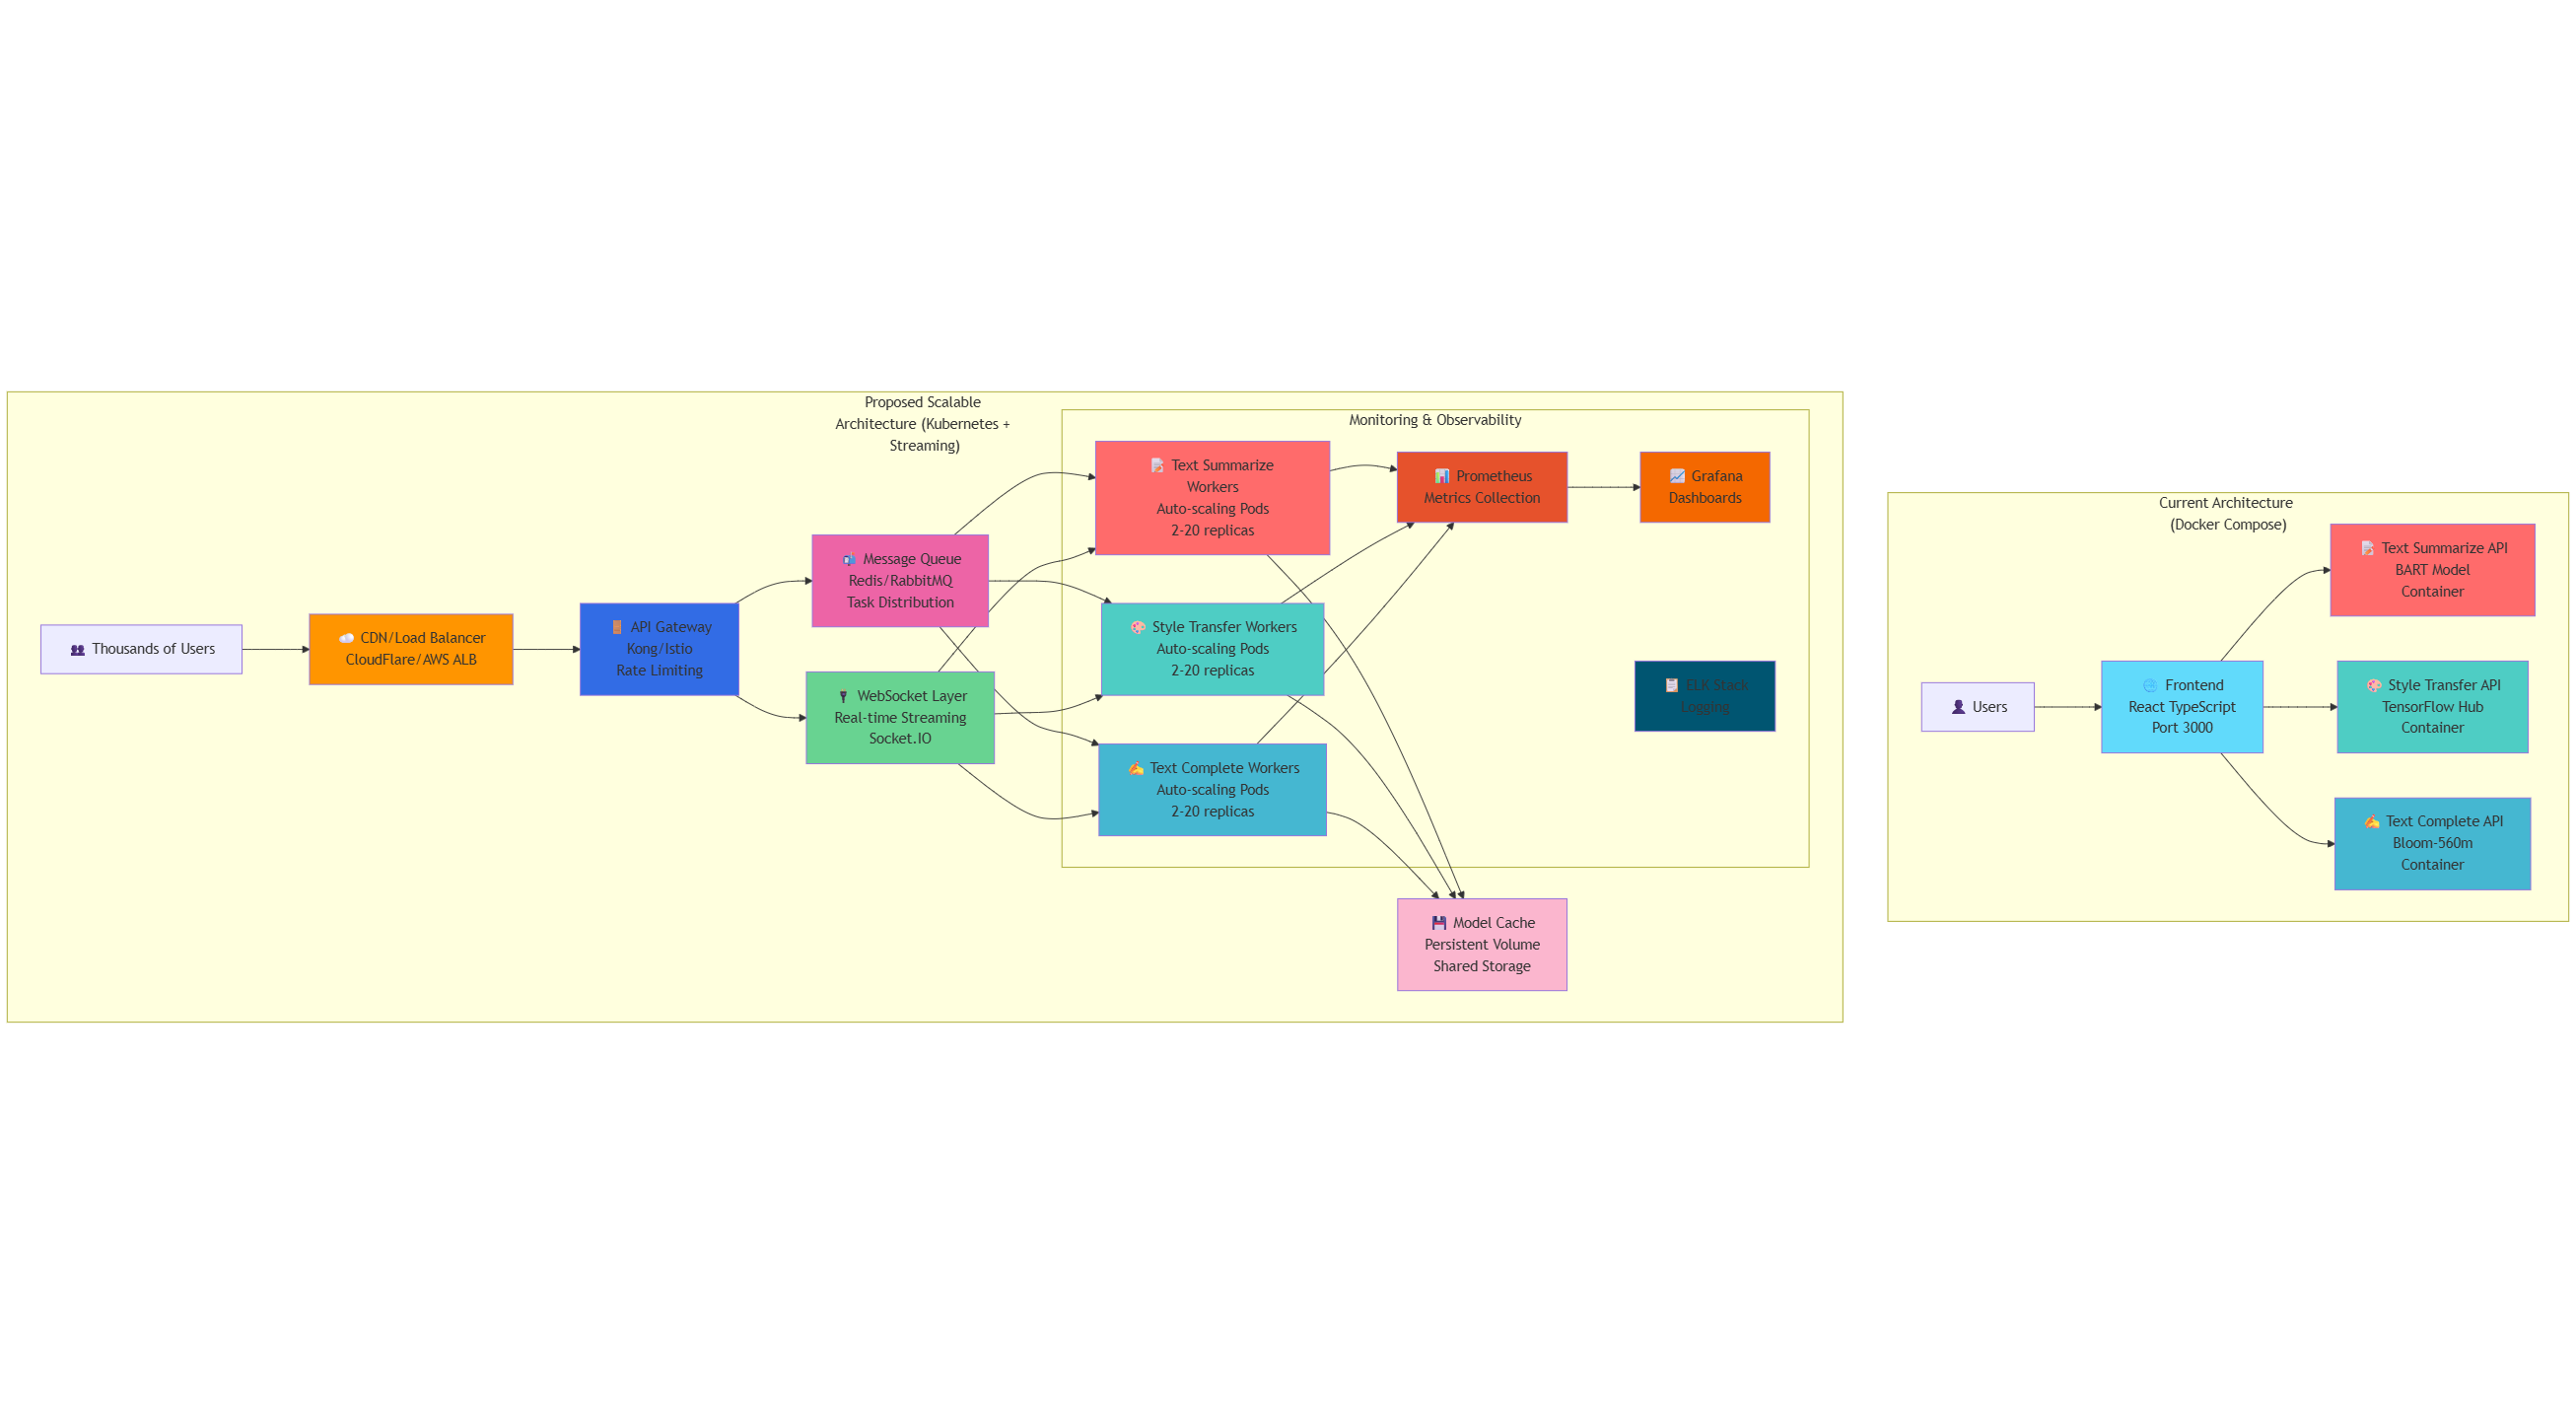 Proposed Scalable
Architecture (Kubernetes +
Streaming)
Monitoring & Observability
👥 Thousands of Users
☁️ CDN/Load Balancer
CloudFlare/AWS ALB
🚪 API Gateway
Kong/Istio
Rate Limiting
📬 Message Queue
Redis/RabbitMQ
Task Distribution
🔌 WebSocket Layer
Real-time Streaming
Socket.IO
📝 Text Summarize
Workers
Auto-scaling Pods
2-20 replicas
🎨 Style Transfer Workers
Auto-scaling Pods
2-20 replicas
✍️ Text Complete Workers
Auto-scaling Pods
2-20 replicas
📊 Prometheus
Metrics Collection
📈 Grafana
Dashboards
📋 ELK Stack
Logging
💾 Model Cache
Persistent Volume
Shared Storage
Current Architecture
(Docker Compose)
👤 Users
🌐 Frontend
React TypeScript
Port 3000
📝 Text Summarize API
BART Model
Container
🎨 Style Transfer API
TensorFlow Hub
Container
✍️ Text Complete API
Bloom-560m
Container